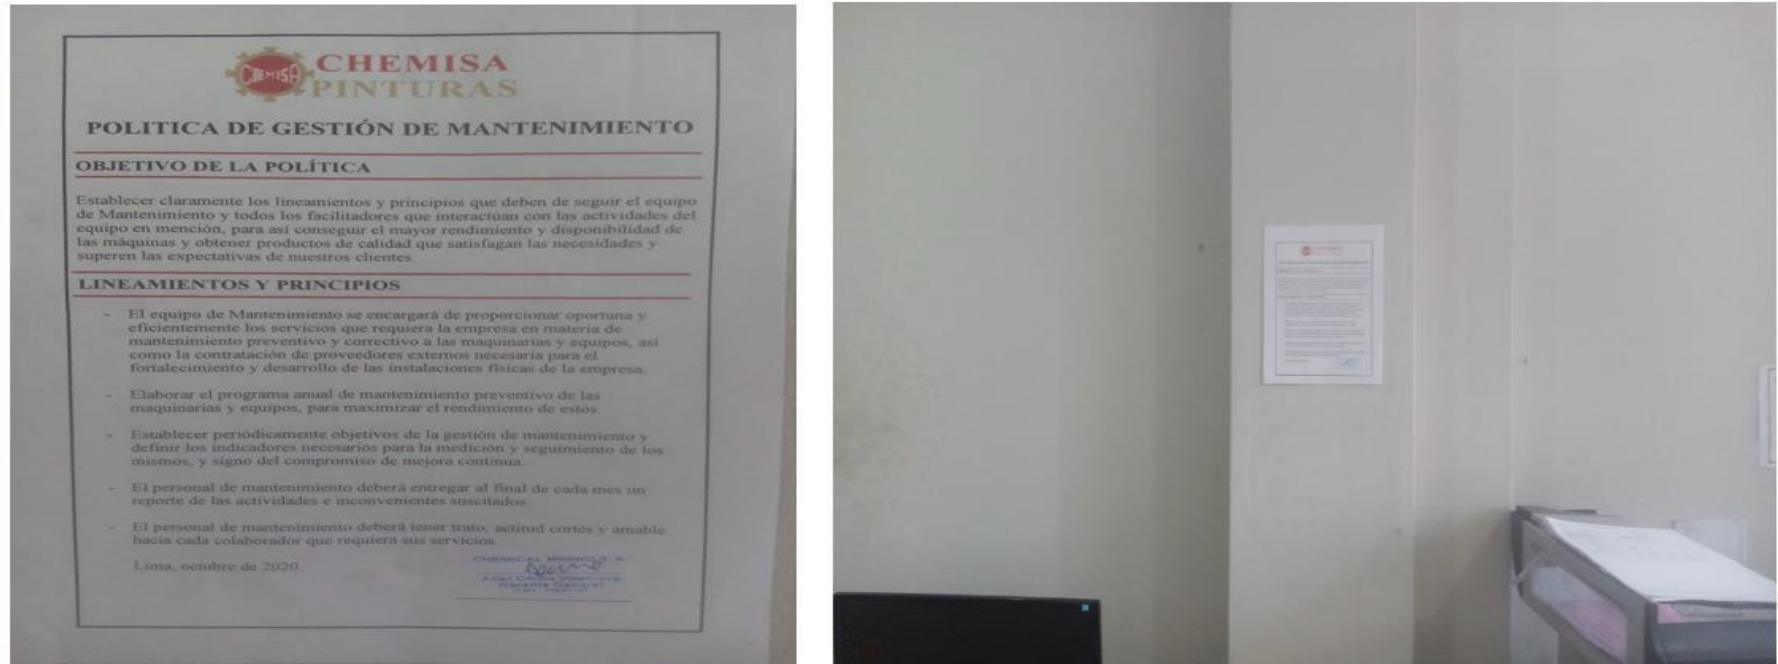 CHEMISA
CHEMISA
PINTURAS
POLITICA DE GESTIÓN DE MANTENIMIENTO
OBJETIVO DE LA POLÍTICA
Establecer claramente los lineamientos y principios que deben de seguir el equipo
de Mantenimiento y todos los facilitadores que interactúan con las actividades del
equipo en mención, para así conseguir el mayor rendimiento y disponibilidad de
las máquinas y obtener productos de calidad que satisfagan las necesidades y
superen las expectativas de nuestros clientes.
LINEAMIENTOS Y PRINCIPIOS
- El equipo de Mantenimiento se encargará de proporcionar oportuna y
eficientemente los servicios que requiera la empresa en materia de
mantenimiento preventivo y correctivo a las maquinarias y equipos, así
como la contratación de proveedores externos necesaria para el
fortalecimiento y desarrollo de las instalaciones físicas de la empresa.
- Elaborar el programa anual de mantenimiento preventivo de las
maquinarias y equipos, para maximizar el rendimiento de estos.
- Establecer periódicamente objetivos de la gestión de mantenimiento y
definir los indicadores necesarios para la medición y seguimiento de los
mismos, y signo del compromiso de mejora continua.
- El personal de mantenimiento deberá entregar al final de cada mes un
reporte de las actividades e inconvenientes suscitados.
- El personal de mantenimiento deberá tener trato, actitud cortés y amable
hacia cada colaborador que requiera sus servicios.
Lima, octubre de 2020.
CHEMICAL
Gerente General